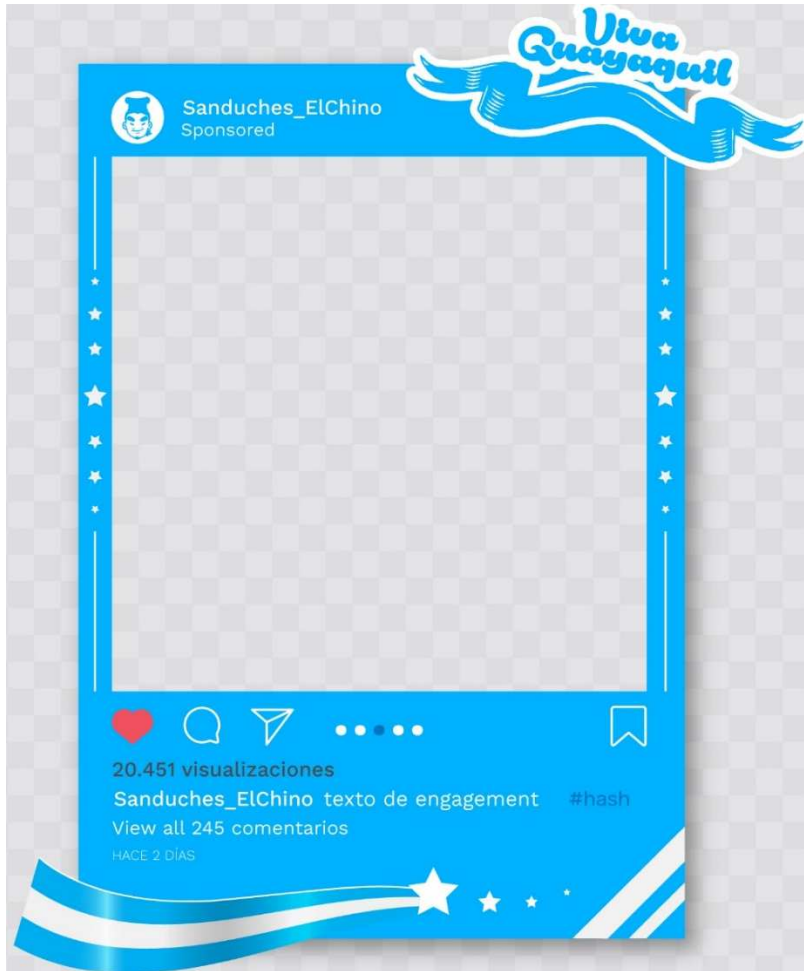 Viva
Guayaquil
Sanduches_ElChino
Sponsored
20.451 visualizaciones
Sanduches_ElChino texto de engagement #hash
View all 245 comentarios
HACE 2 DÍAS